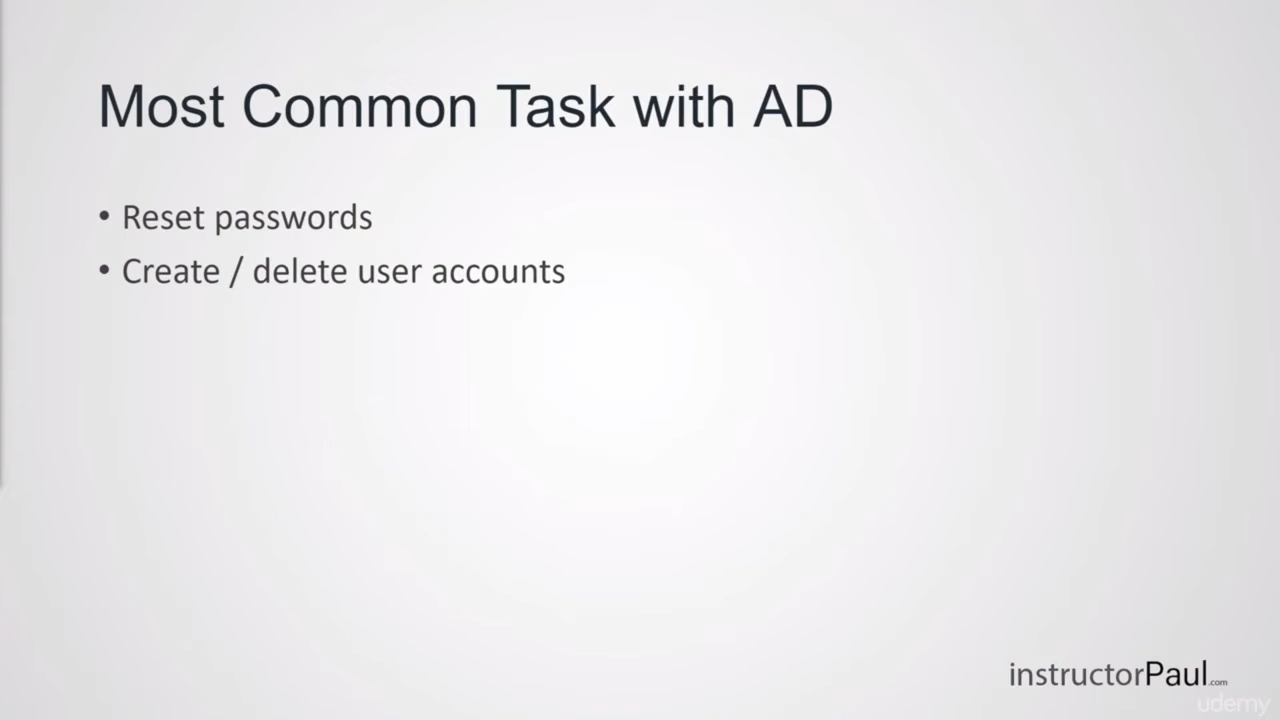 Most Common Task with AD
• Reset passwords
• Create / delete user accounts
instructorPaul.com
udemy